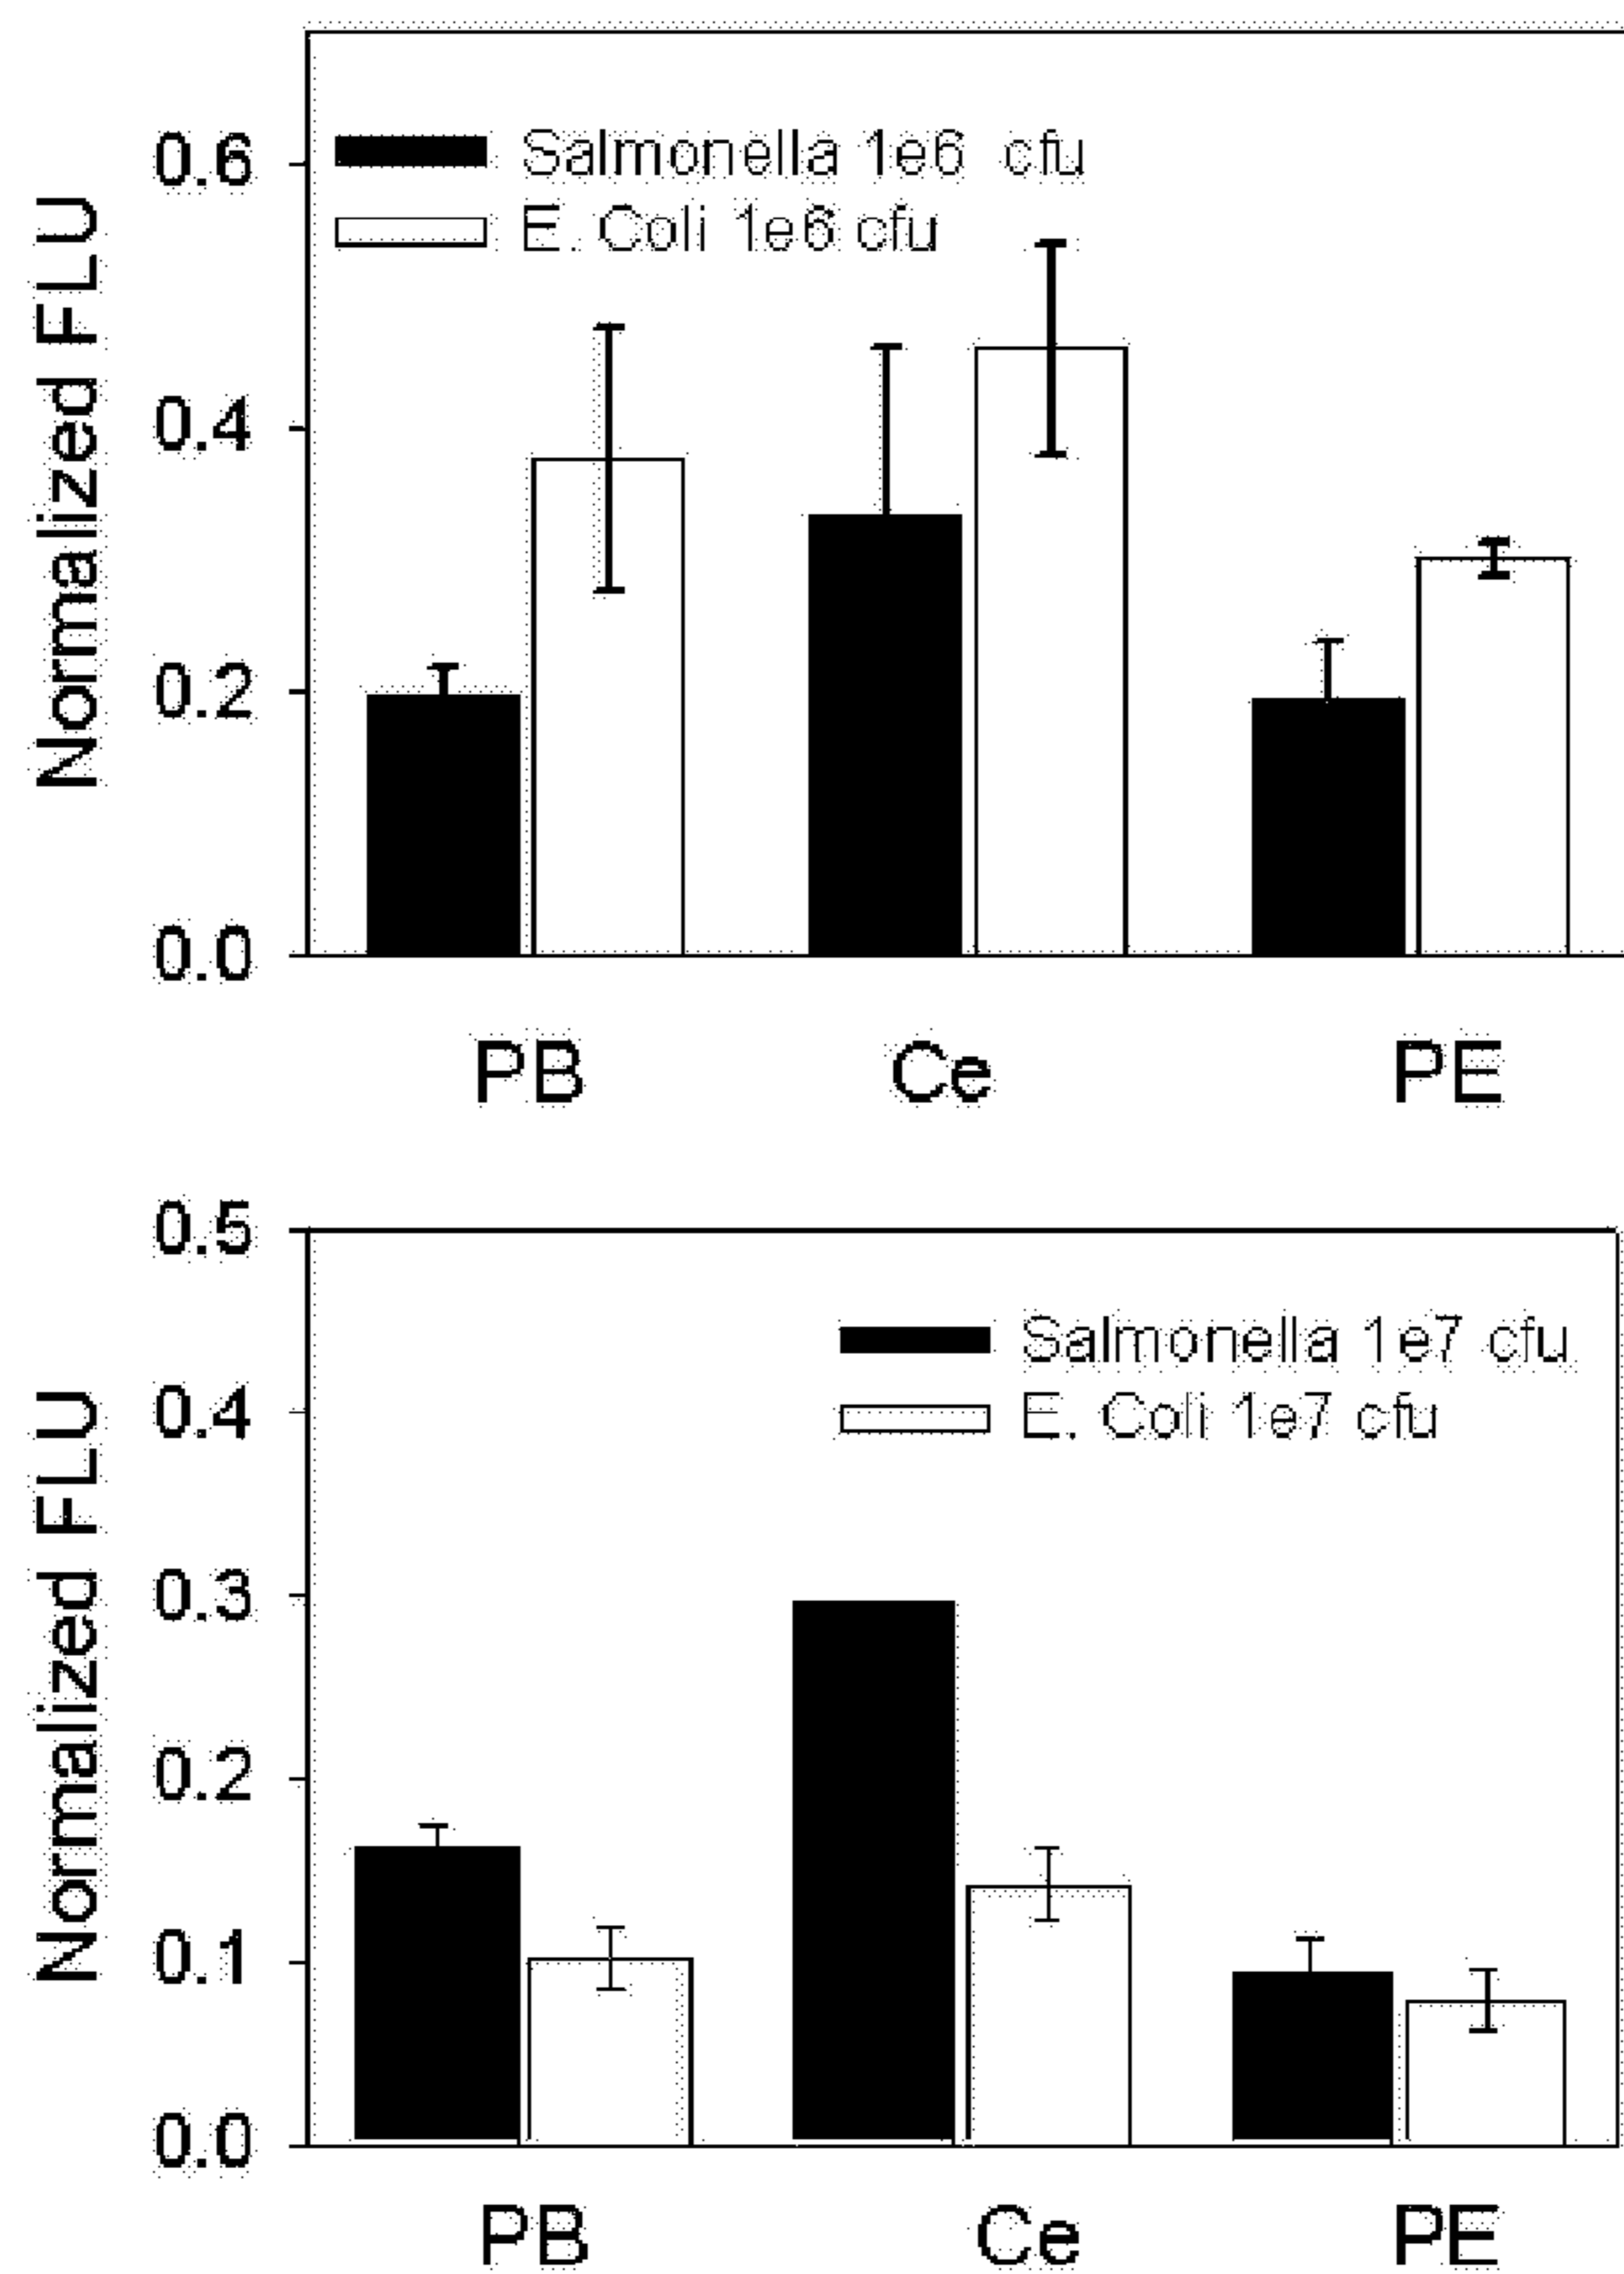 Normalized FLU
0.6
0.4
0.2
0.0
Salmonella 1e6 cfu
E. Coli 1e6 cfu
PB Ce PE
Normalized FLU
0.5
0.4
0.3
0.2
0.1
0.0
Salmonella 1e7 cfu
E. Coli 1e7 cfu
PB Ce PE